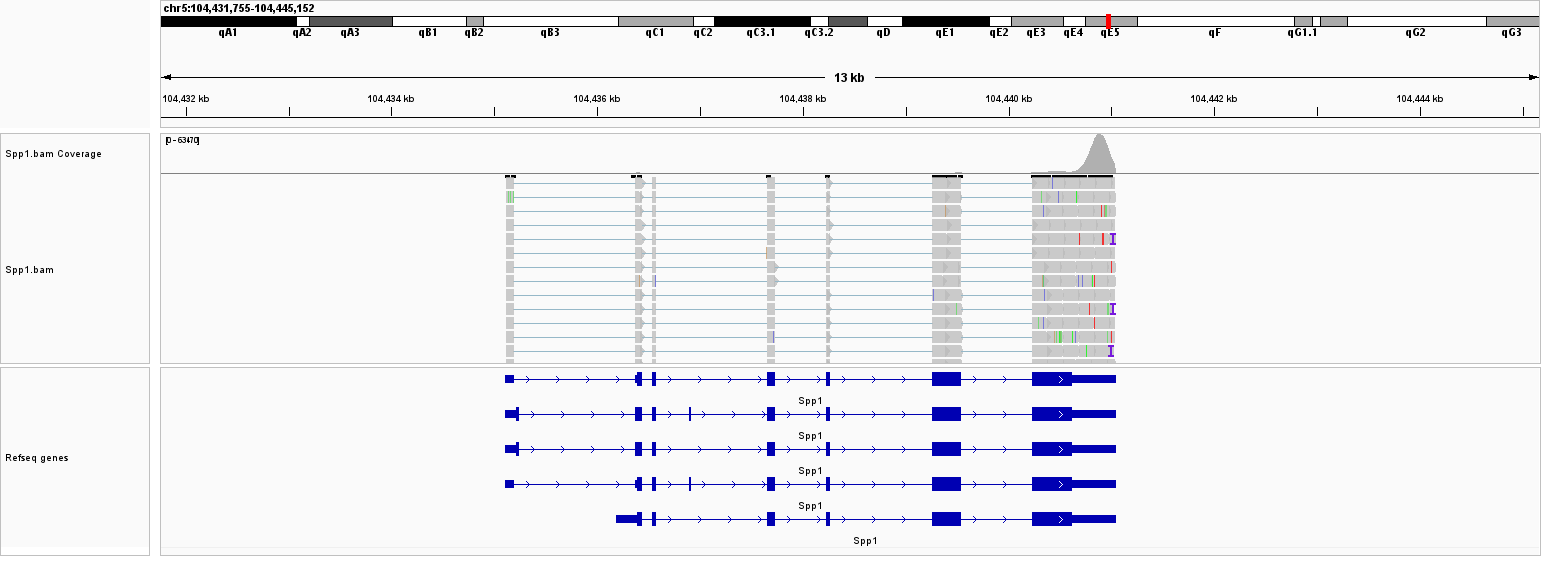 chr5:104,431,755-104,445,152
qA1 qA2 qA3 qB1 qB2 qB3 qC1 qC2 qC3.1 qC3.2 qD qE1 qE2 qE3 qE4 qE5 qF qG1.1 qG2 qG3
13 kb
104,432 kb 104,434 kb 104,436 kb 104,438 kb 104,440 kb 104,442 kb 104,444 kb
[0 - 63470]
Spp1.bam Coverage
Spp1.bam
Spp1
Spp1
Refseq genes
Spp1
Spp1
Spp1